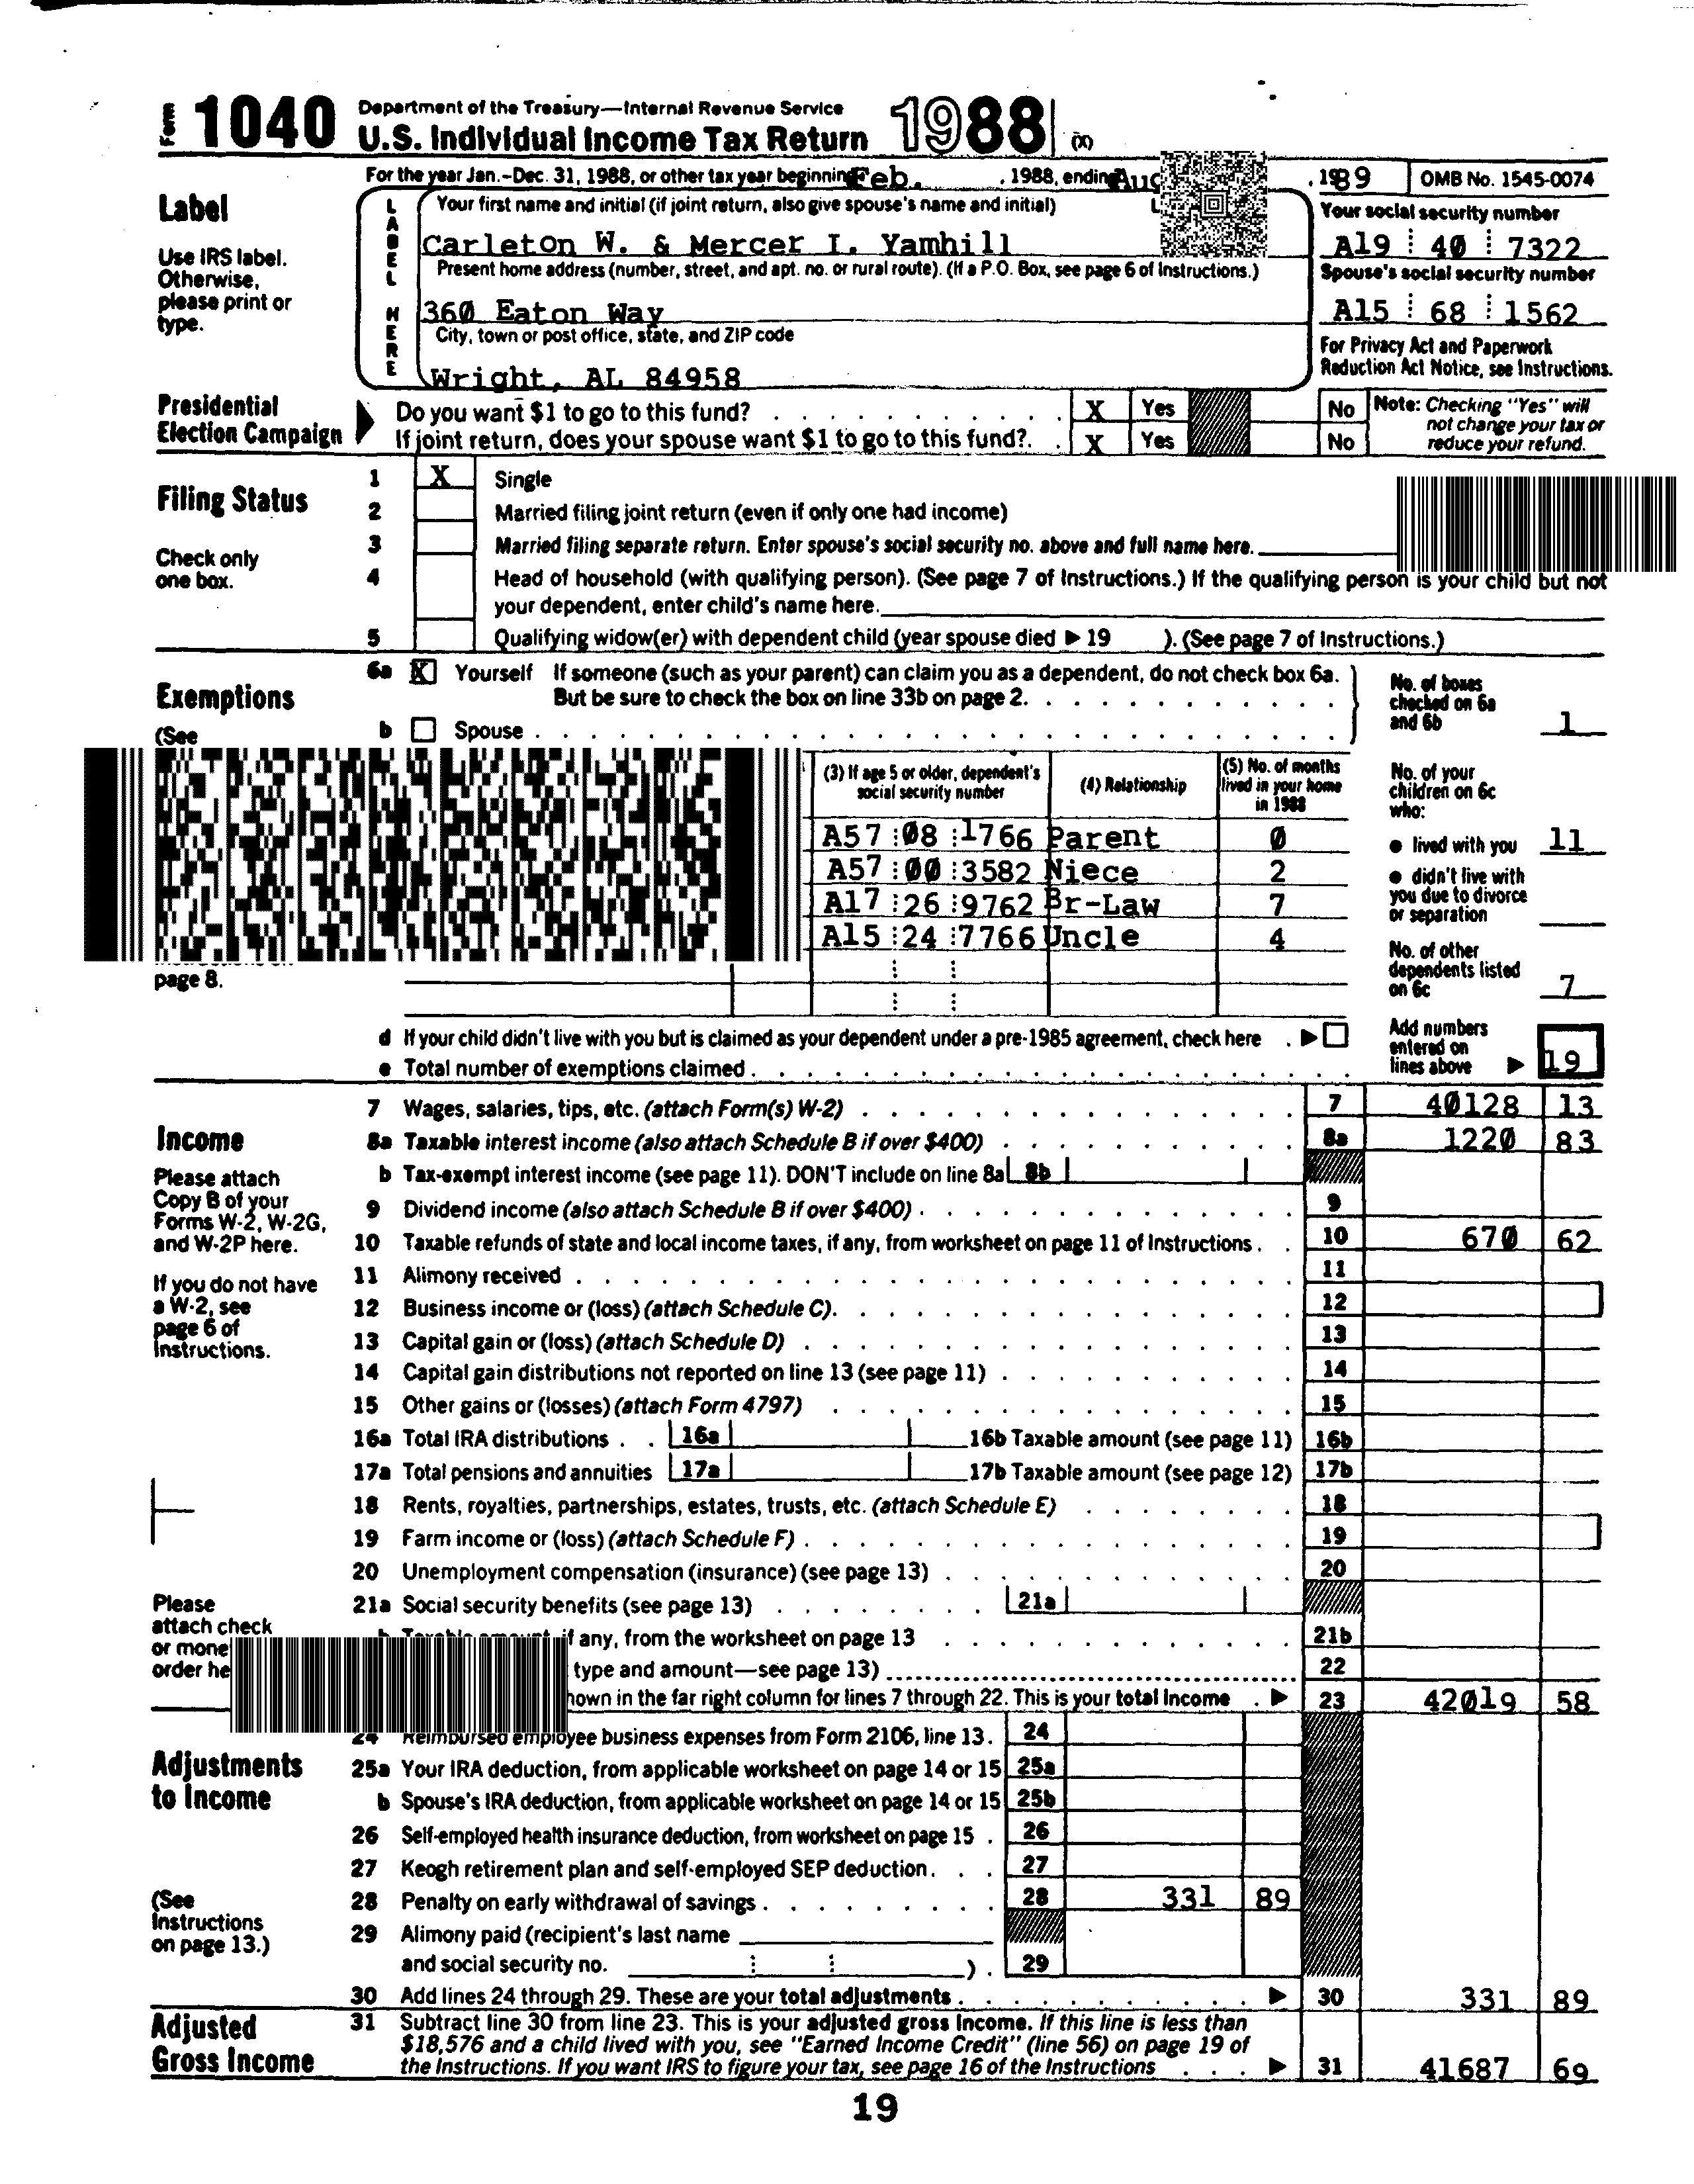 Form 1040 Department of the Treasury—Internal Revenue Service
U.S. Individual Income Tax Return 1988 (X)
For the year Jan.-Dec. 31, 1988, or other tax year beginning Feb. , 1988, ending , 1989 OMB No. 1545-0074
Label
Use IRS label.
Otherwise,
please print or
type.
LABEL HERE
Your first name and initial (if joint return, also give spouse's name and initial)
Carleton W. & Mercer I. Yamhill
Present home address (number, street, and apt. no. or rural route). (If a P.O. Box, see page 6 of Instructions.)
360 Eaton Way
City, town or post office, state, and ZIP code
Wright, AL 84958
Your social security number
A19 40 7322
Spouse's social security number
A15 68 1562
For Privacy Act and Paperwork
Reduction Act Notice, see Instructions.
Presidential
Election Campaign
Do you want $1 to go to this fund? X Yes No
If joint return, does your spouse want $1 to go to this fund?. X Yes No
Note: Checking "Yes" will
not change your tax or
reduce your refund.
Filing Status
Check only
one box.
1 X Single
2 Married filing joint return (even if only one had income)
3 Married filing separate return. Enter spouse's social security no. above and full name here.
4 Head of household (with qualifying person). (See page 7 of Instructions.) If the qualifying person is your child but not
your dependent, enter child's name here.
5 Qualifying widow(er) with dependent child (year spouse died ▶ 19 ). (See page 7 of Instructions.)
Exemptions
(See
page 8.
6a X Yourself If someone (such as your parent) can claim you as a dependent, do not check box 6a.
But be sure to check the box on line 33b on page 2.
b Spouse
No. of boxes
checked on 6a
and 6b 1
(3) If age 5 or older, dependent's
social security number
(4) Relationship
(5) No. of months
lived in your home
in 1988
A57 08 1766 Parent 0
A57 00 3582 Niece 2
A17 26 9762 Br-Law 7
A15 24 7766 Uncle 4
No. of your
children on 6c
who:
● lived with you 11
● didn't live with
you due to divorce
or separation
No. of other
dependents listed
on 6c 7
d If your child didn't live with you but is claimed as your dependent under a pre-1985 agreement, check here . ▶
e Total number of exemptions claimed
Add numbers
entered on
lines above ▶ 19
Income
Please attach
Copy B of your
Forms W-2, W-2G,
and W-2P here.
If you do not have
a W-2, see
page 6 of
Instructions.
Please
attach check
7 Wages, salaries, tips, etc. (attach Form(s) W-2) 7 40128 13
8a Taxable interest income (also attach Schedule B if over $400) 8a 1220 83
b Tax-exempt interest income (see page 11). DON'T include on line 8a 8b
9 Dividend income (also attach Schedule B if over $400) 9
10 Taxable refunds of state and local income taxes, if any, from worksheet on page 11 of Instructions 10 670 62
11 Alimony received 11
12 Business income or (loss) (attach Schedule C). 12
13 Capital gain or (loss) (attach Schedule D) 13
14 Capital gain distributions not reported on line 13 (see page 11) 14
15 Other gains or (losses) (attach Form 4797) 15
16a Total IRA distributions 16a 16b Taxable amount (see page 11) 16b
17a Total pensions and annuities 17a 17b Taxable amount (see page 12) 17b
18 Rents, royalties, partnerships, estates, trusts, etc. (attach Schedule E) 18
19 Farm income or (loss) (attach Schedule F) 19
20 Unemployment compensation (insurance) (see page 13) 20
21a Social security benefits (see page 13) 21a
or if any, from the worksheet on page 13 21b
order type and amount—see page 13) 22
in the far right column for lines 7 through 22. This is your total income ▶ 23 42019 58
Adjustments
to Income
(See
Instructions
on page 13.)
24 Reimbursed employee business expenses from Form 2106, line 13. 24
25a Your IRA deduction, from applicable worksheet on page 14 or 15 25a
b Spouse's IRA deduction, from applicable worksheet on page 14 or 15 25b
26 Self-employed health insurance deduction, from worksheet on page 15 . 26
27 Keogh retirement plan and self-employed SEP deduction 27
28 Penalty on early withdrawal of savings 28 331 89
29 Alimony paid (recipient's last name
and social security no. ) . 29
30 Add lines 24 through 29. These are your total adjustments ▶ 30 331 89
Adjusted
Gross Income
31 Subtract line 30 from line 23. This is your adjusted gross income. If this line is less than
$18,576 and a child lived with you, see "Earned Income Credit" (line 56) on page 19 of
the Instructions. If you want IRS to figure your tax, see page 16 of the Instructions ▶ 31 41687 69
19